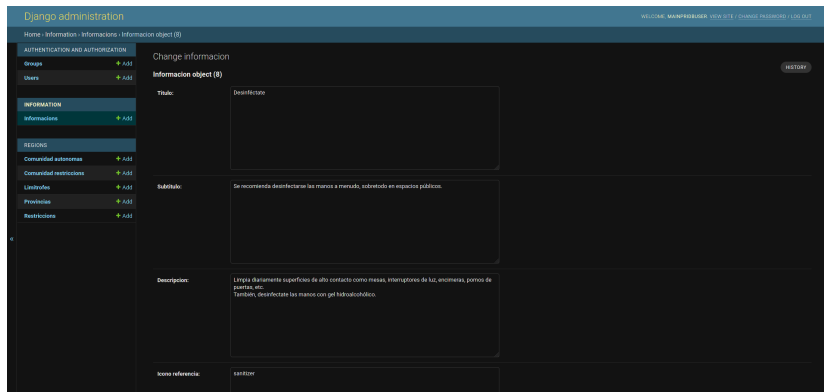 Django administration
WELCOME, MAINPRIBUSER. VIEW SITE / CHANGE PASSWORD / LOG OUT
Home › Information › Informacions › Informacion object (8)
AUTHENTICATION AND AUTHORIZATION
Groups + Add
Users + Add
INFORMATION
Informacions + Add
REGIONS
Comunidad autonomas + Add
Comunidad restriccions + Add
Limitrofes + Add
Provincias + Add
Restriccions + Add
«
Change informacion
Informacion object (8)
HISTORY
Titulo:
Desinféctate
Subtitulo:
Se recomienda desinfectarse las manos a menudo, sobretodo en espacios públicos.
Descripcion:
Limpia diariamente superficies de alto contacto como mesas, interruptores de luz, encimeras, pomos de
puertas, etc.
También, desinfectate las manos con gel hidroalcohólico.
Icono referencia:
sanitizer